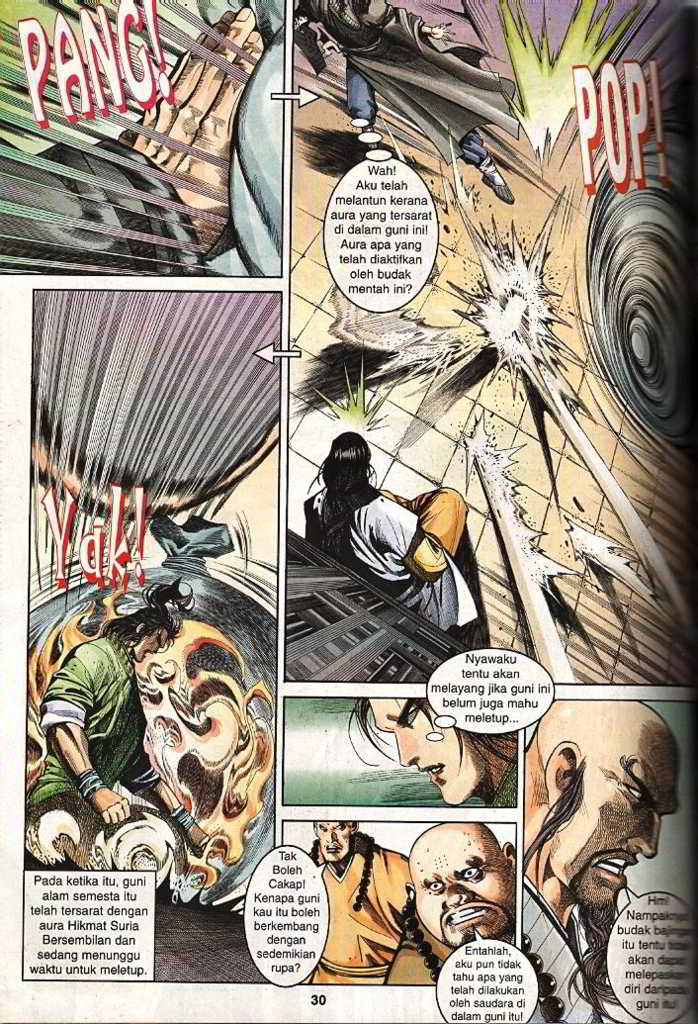 PANG!
POP!
Wah!
Aku telah
melantun kerana
aura yang tersarat
di dalam guni ini!
Aura apa yang
telah diaktifkan
oleh budak
mentah ini?
Yak!
Pada ketika itu, guni
alam semesta itu
telah tersarat dengan
aura Hikmat Suria
Bersembilan dan
sedang menunggu
waktu untuk meletup.
Nyawaku
tentu akan
melayang jika guni ini
belum juga mahu
meletup...
Tak
Boleh
Cakap!
Kenapa guni
kau itu boleh
berkembang
dengan
sedemikian
rupa?
Entahlah,
aku pun tidak
tahu apa yang
telah dilakukan
oleh saudara di
dalam guni itu!
Hm!
Nampaknya
budak
itu tentu
akan
melepaskan
diri daripada
guni itu!
30